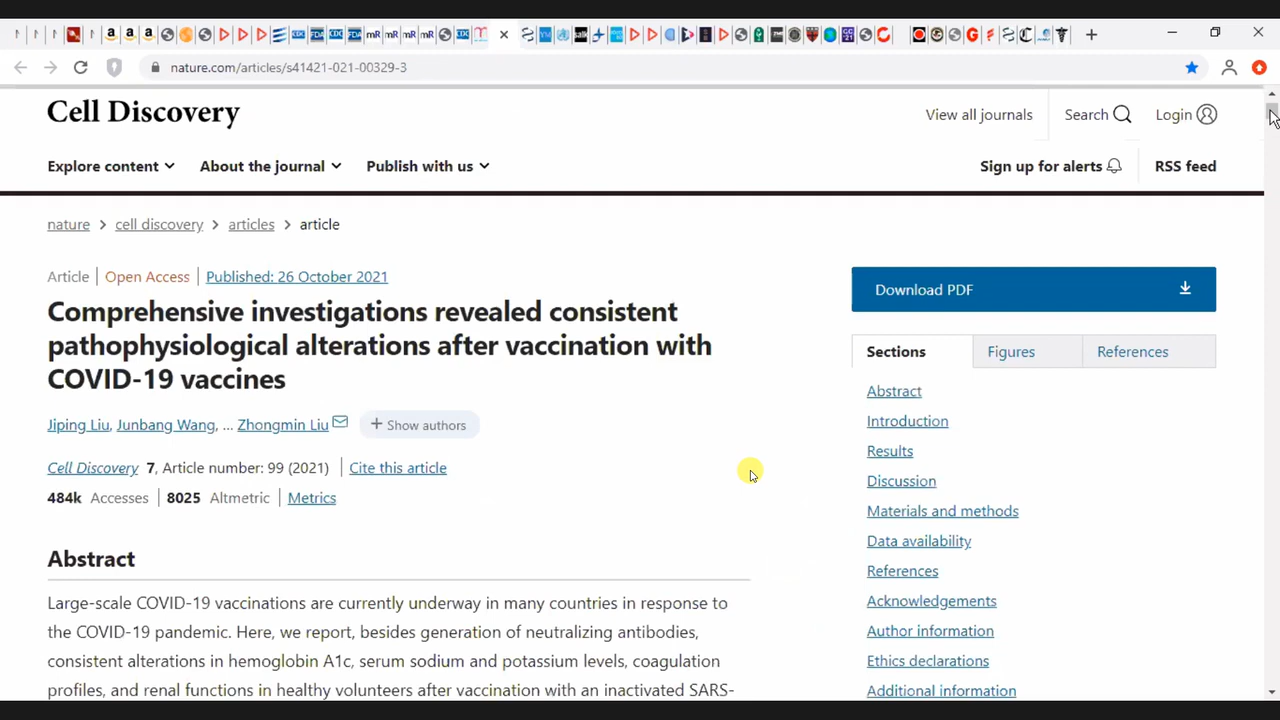 nature.com/articles/s41421-021-00329-3
Cell Discovery
View all journals Search Login
Explore content About the journal Publish with us Sign up for alerts RSS feed
nature > cell discovery > articles > article
Article | Open Access | Published: 26 October 2021
Comprehensive investigations revealed consistent
pathophysiological alterations after vaccination with
COVID-19 vaccines
Jiping Liu, Junbang Wang, ... Zhongmin Liu + Show authors
Cell Discovery 7, Article number: 99 (2021) | Cite this article
484k Accesses | 8025 Altmetric | Metrics
Abstract
Large-scale COVID-19 vaccinations are currently underway in many countries in response to
the COVID-19 pandemic. Here, we report, besides generation of neutralizing antibodies,
consistent alterations in hemoglobin A1c, serum sodium and potassium levels, coagulation
profiles, and renal functions in healthy volunteers after vaccination with an inactivated SARS-
Download PDF
Sections Figures References
Abstract
Introduction
Results
Discussion
Materials and methods
Data availability
References
Acknowledgements
Author information
Ethics declarations
Additional information